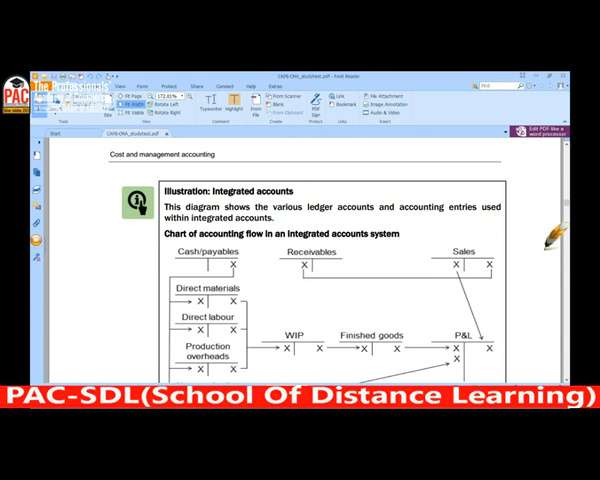 CAF8-CMA_studytext.pdf - Foxit Reader
File
Protect
Share
Help
Extras
Fit Page
172.01%
From Scanner
Link
File Attachment
Find
PAC
The Professionals
Fit Width
Rotate Left
Blank
Bookmark
Image Annotation
Fit Visible
Rotate Right
Typewriter
Highlight
From File
From Clipboard
PDF Sign
Audio & Video
Tools
View
Comment
Create
Protect
Links
Insert
Start
CAF8-CMA_studytext.pdf
Edit PDF like a word processor
Cost and management accounting
Illustration: Integrated accounts
This diagram shows the various ledger accounts and accounting entries used
within integrated accounts.
Chart of accounting flow in an integrated accounts system
Cash/payables Receivables Sales
X X X X
Direct materials
X X
Direct labour
X X
WIP Finished goods P&L
Production
overheads
X X X X X X
X
X X
PAC-SDL(School Of Distance Learning)